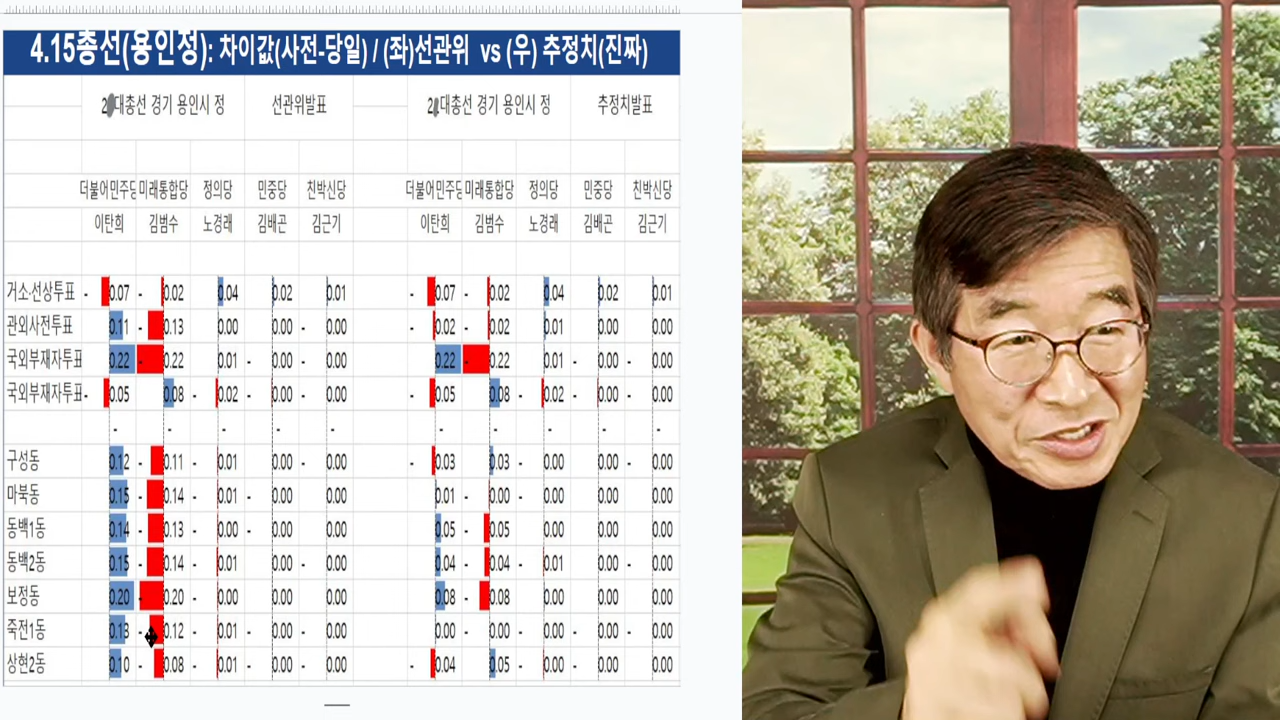 4.15총선(용인정): 차이값(사전-당일) / (좌)선관위 vs (우) 추정치(진짜)
대총선 경기 용인시 정 선관위발표 대총선 경기 용인시 정 추정치발표
더불어민주당 미래통합당 정의당 민중당 친박신당 더불어민주당 미래통합당 정의당 민중당 친박신당
이탄희 김범수 노경래 김배곤 김근기 이탄희 김범수 노경래 김배곤 김근기
거소·선상투표 - 0.07 - 0.02 0.04 0.02 0.01 - 0.07 - 0.02 0.04 0.02 0.01
관외사전투표 0.11 - 0.13 0.00 0.00 - 0.00 - 0.02 - 0.02 0.01 0.00 0.00
국외부재자투표 0.22 - 0.22 0.01 - 0.00 0.00 0.22 - 0.22 0.01 - 0.00 0.00
국외부재자투표 - 0.05 0.08 - 0.02 - 0.00 0.00 - 0.05 0.08 - 0.02 - 0.00 0.00
- - - - - - - - - -
구성동 0.12 - 0.11 - 0.01 0.00 - 0.00 - 0.03 0.03 - 0.00 0.00 - 0.00
마북동 0.15 - 0.14 - 0.01 - 0.00 0.00 0.01 - 0.00 - 0.00 - 0.00 0.00
동백1동 0.14 - 0.13 - 0.00 - 0.00 0.00 0.05 - 0.05 0.00 - 0.00 0.00
동백2동 0.15 - 0.14 - 0.01 0.00 0.00 0.04 - 0.04 - 0.01 0.00 0.00
보정동 0.20 - 0.20 - 0.00 0.00 0.00 0.08 - 0.08 0.00 0.00 0.00
죽전1동 0.13 - 0.12 - 0.01 - 0.00 0.00 0.00 - 0.00 - 0.00 - 0.00 0.00
상현2동 0.10 - 0.08 - 0.01 - 0.00 0.00 - 0.04 0.05 - 0.00 - 0.00 0.00